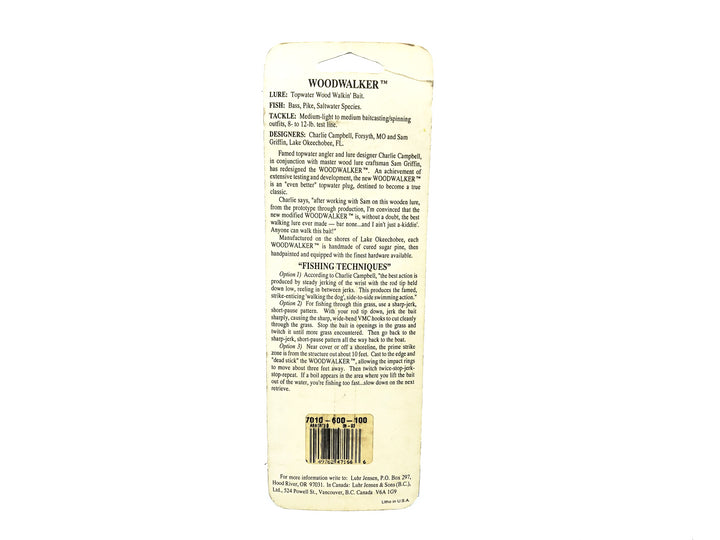 WOODWALKER™
LURE: Topwater Wood Walkin' Bait.
FISH: Bass, Pike, Saltwater Species.
TACKLE: Medium-light to medium baitcasting/spinning
outfits, 8- to 12-lb. test line.
DESIGNERS: Charlie Campbell, Forsyth, MO and Sam
Griffin, Lake Okeechobee, FL.
Famed topwater angler and lure designer Charlie Campbell,
in conjunction with master wood lure craftsman Sam Griffin,
has redesigned the WOODWALKER™. An achievement of
extensive testing and development, the new WOODWALKER™
is an "even better" topwater plug, destined to become a true
classic.
Charlie says, "after working with Sam on this wooden lure,
from the prototype through production, I'm convinced that the
new modified WOODWALKER™ is, without a doubt, the best
walking lure ever made — bar none...and I ain't just a-kiddin'.
Anyone can walk this bait!"
Manufactured on the shores of Lake Okeechobee, each
WOODWALKER™ is handmade of cured sugar pine, then
handpainted and equipped with the finest hardware available.
"FISHING TECHNIQUES"
Option 1) According to Charlie Campbell, "the best action is
produced by steady jerking of the wrist with the rod tip held
down low, reeling in between jerks. This produces the famed,
strike-enticing 'walking the dog', side-to-side swimming action."
Option 2) For fishing through thin grass, use a sharp-jerk,
short-pause pattern. With your rod tip down, jerk the bait
sharply, causing the sharp, wide-bend VMC hooks to cut cleanly
through the grass. Stop the bait in openings in the grass and
twitch it until more grass encountered. Then go back to the
sharp-jerk, short-pause pattern all the way back to the boat.
Option 3) Near cover or off a shoreline, the prime strike
zone is from the structure out about 10 feet. Cast to the edge and
"dead stick" the WOODWALKER™, allowing the impact rings
to move about three feet away. Then twitch twice-stop-jerk-
stop-repeat. If a boil appears in the area where you lift the bait
out of the water, you're fishing too fast...slow down on the next
retrieve.
7010-600-100
For more information write to: Luhr Jensen, P.O. Box 297,
Hood River, OR 97031. In Canada: Luhr Jensen & Sons (B.C.),
Ltd., 524 Powell St., Vancouver, B.C. Canada V6A 1G9
Litho in U.S.A.